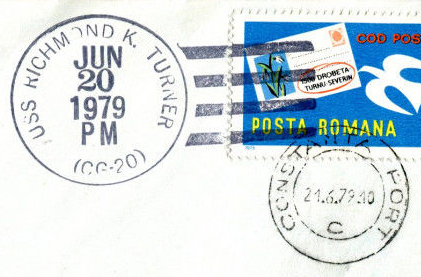 USS RICHMOND K. TURNER
JUN
20
1979
PM
(CG-20)
COD POS
1500 DROBETA
TURNU SEVERIN
POSTA ROMANA
CONSTANTA PORT
21.6.79.10
C